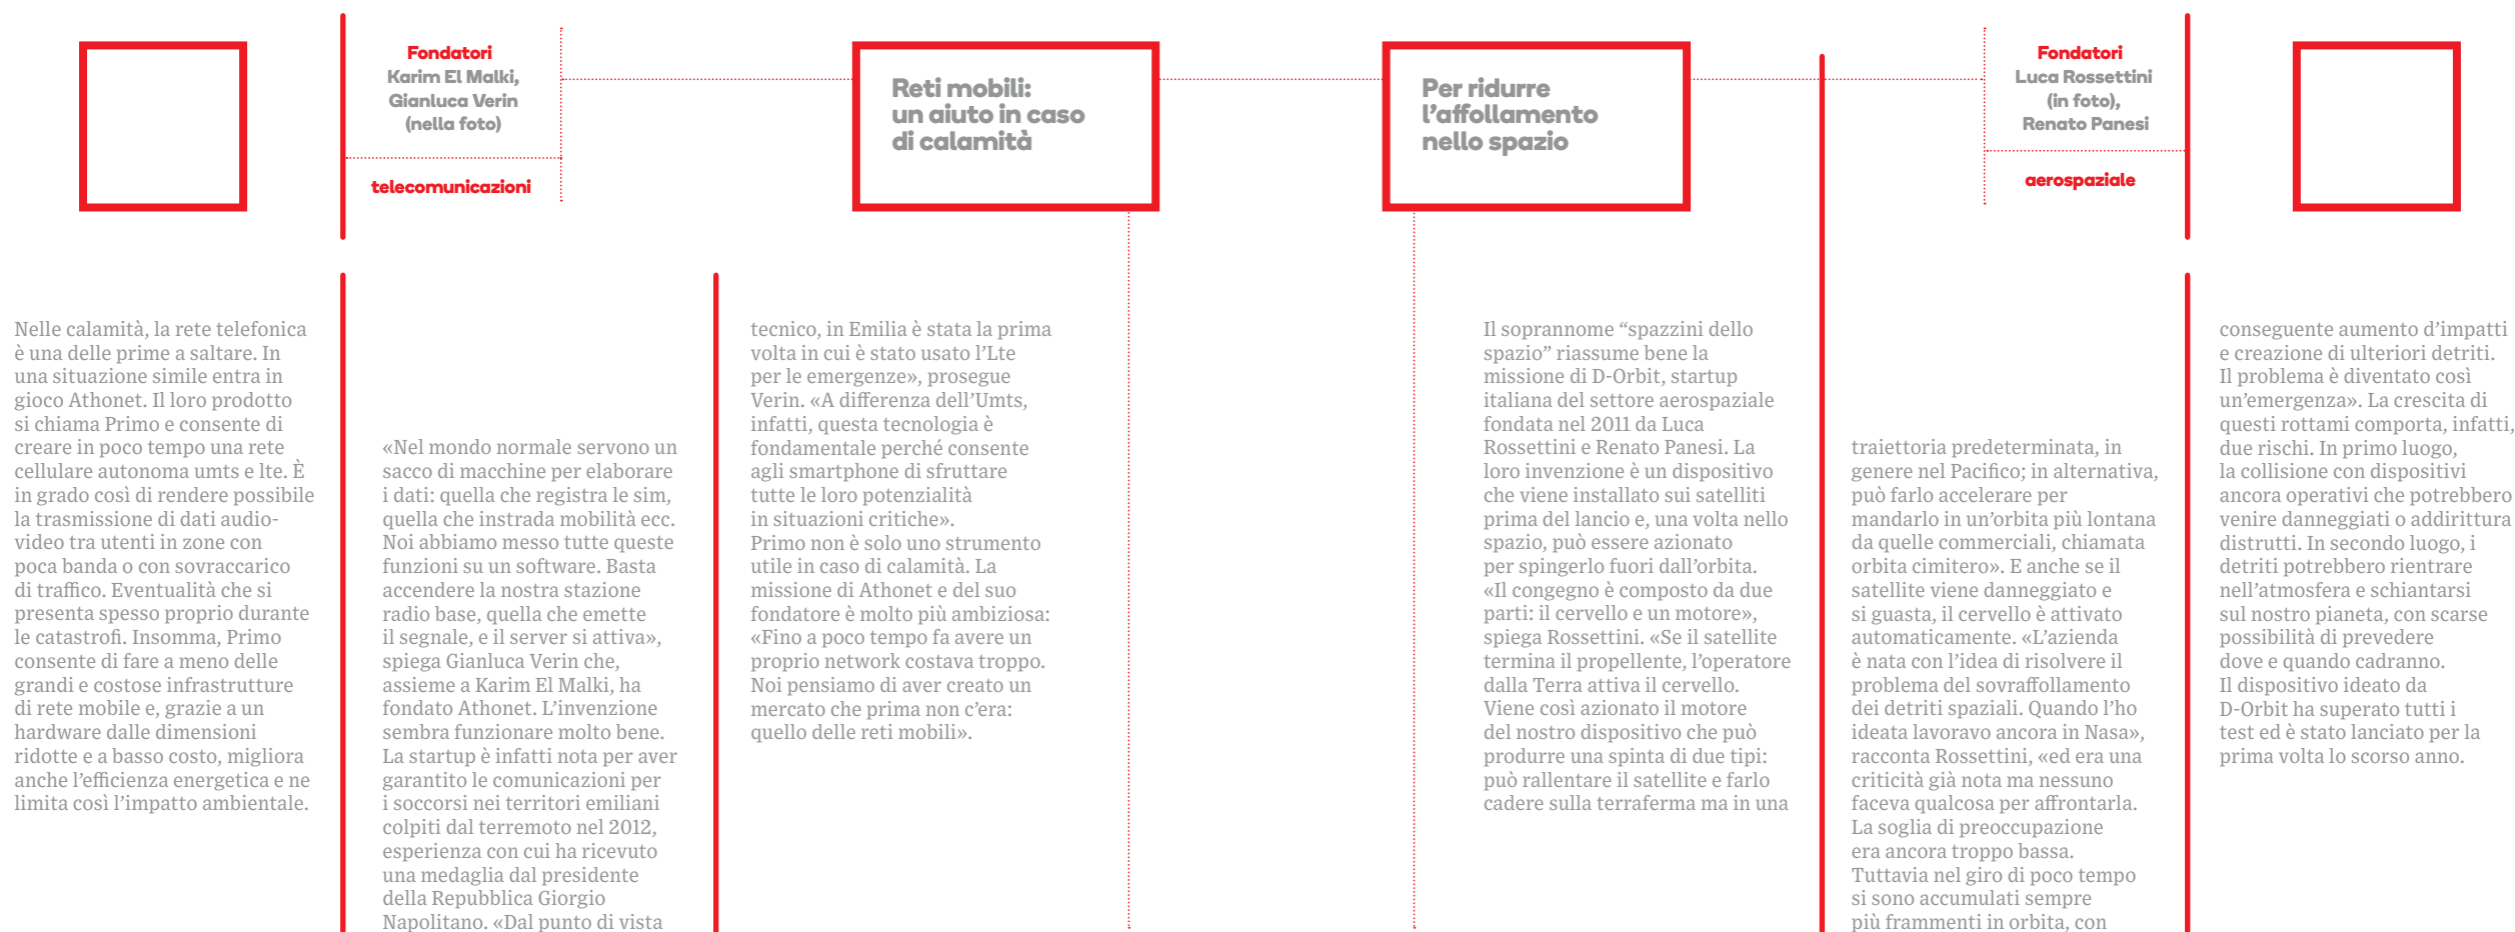 Fondatori
Karim El Malki,
Gianluca Verin
(nella foto)
telecomunicazioni
Reti mobili:
un aiuto in caso
di calamità
Nelle calamità, la rete telefonica
è una delle prime a saltare. In
una situazione simile entra in
gioco Athonet. Il loro prodotto
si chiama Primo e consente di
creare in poco tempo una rete
cellulare autonoma umts e lte. È
in grado così di rendere possibile
la trasmissione di dati audio-
video tra utenti in zone con
poca banda o con sovraccarico
di traffico. Eventualità che si
presenta spesso proprio durante
le catastrofi. Insomma, Primo
consente di fare a meno delle
grandi e costose infrastrutture
di rete mobile e, grazie a un
hardware dalle dimensioni
ridotte e a basso costo, migliora
anche l’efficienza energetica e ne
limita così l’impatto ambientale.
«Nel mondo normale servono un
sacco di macchine per elaborare
i dati: quella che registra le sim,
quella che instrada mobilità ecc.
Noi abbiamo messo tutte queste
funzioni su un software. Basta
accendere la nostra stazione
radio base, quella che emette
il segnale, e il server si attiva»,
spiega Gianluca Verin che,
assieme a Karim El Malki, ha
fondato Athonet. L’invenzione
sembra funzionare molto bene.
La startup è infatti nota per aver
garantito le comunicazioni per
i soccorsi nei territori emiliani
colpiti dal terremoto nel 2012,
esperienza con cui ha ricevuto
una medaglia dal presidente
della Repubblica Giorgio
Napolitano. «Dal punto di vista
tecnico, in Emilia è stata la prima
volta in cui è stato usato l’Lte
per le emergenze», prosegue
Verin. «A differenza dell’Umts,
infatti, questa tecnologia è
fondamentale perché consente
agli smartphone di sfruttare
tutte le loro potenzialità
in situazioni critiche».
Primo non è solo uno strumento
utile in caso di calamità. La
missione di Athonet e del suo
fondatore è molto più ambiziosa:
«Fino a poco tempo fa avere un
proprio network costava troppo.
Noi pensiamo di aver creato un
mercato che prima non c’era:
quello delle reti mobili».
Per ridurre
l’affollamento
nello spazio
Fondatori
Luca Rossettini
(in foto),
Renato Panesi
aerospaziale
Il soprannome “spazzini dello
spazio” riassume bene la
missione di D-Orbit, startup
italiana del settore aerospaziale
fondata nel 2011 da Luca
Rossettini e Renato Panesi. La
loro invenzione è un dispositivo
che viene installato sui satelliti
prima del lancio e, una volta nello
spazio, può essere azionato
per spingerlo fuori dall’orbita.
«Il congegno è composto da due
parti: il cervello e un motore»,
spiega Rossettini. «Se il satellite
termina il propellente, l’operatore
dalla Terra attiva il cervello.
Viene così azionato il motore
del nostro dispositivo che può
produrre una spinta di due tipi:
può rallentare il satellite e farlo
cadere sulla terraferma ma in una
traiettoria predeterminata, in
genere nel Pacifico; in alternativa,
può farlo accelerare per
mandarlo in un’orbita più lontana
da quelle commerciali, chiamata
orbita cimitero». E anche se il
satellite viene danneggiato e
si guasta, il cervello è attivato
automaticamente. «L’azienda
è nata con l’idea di risolvere il
problema del sovraffollamento
dei detriti spaziali. Quando l’ho
ideata lavoravo ancora in Nasa»,
racconta Rossettini, «ed era una
criticità già nota ma nessuno
faceva qualcosa per affrontarla.
La soglia di preoccupazione
era ancora troppo bassa.
Tuttavia nel giro di poco tempo
si sono accumulati sempre
più frammenti in orbita, con
conseguente aumento d’impatti
e creazione di ulteriori detriti.
Il problema è diventato così
un’emergenza». La crescita di
questi rottami comporta, infatti,
due rischi. In primo luogo,
la collisione con dispositivi
ancora operativi che potrebbero
venire danneggiati o addirittura
distrutti. In secondo luogo, i
detriti potrebbero rientrare
nell’atmosfera e schiantarsi
sul nostro pianeta, con scarse
possibilità di prevedere
dove e quando cadranno.
Il dispositivo ideato da
D-Orbit ha superato tutti i
test ed è stato lanciato per la
prima volta lo scorso anno.